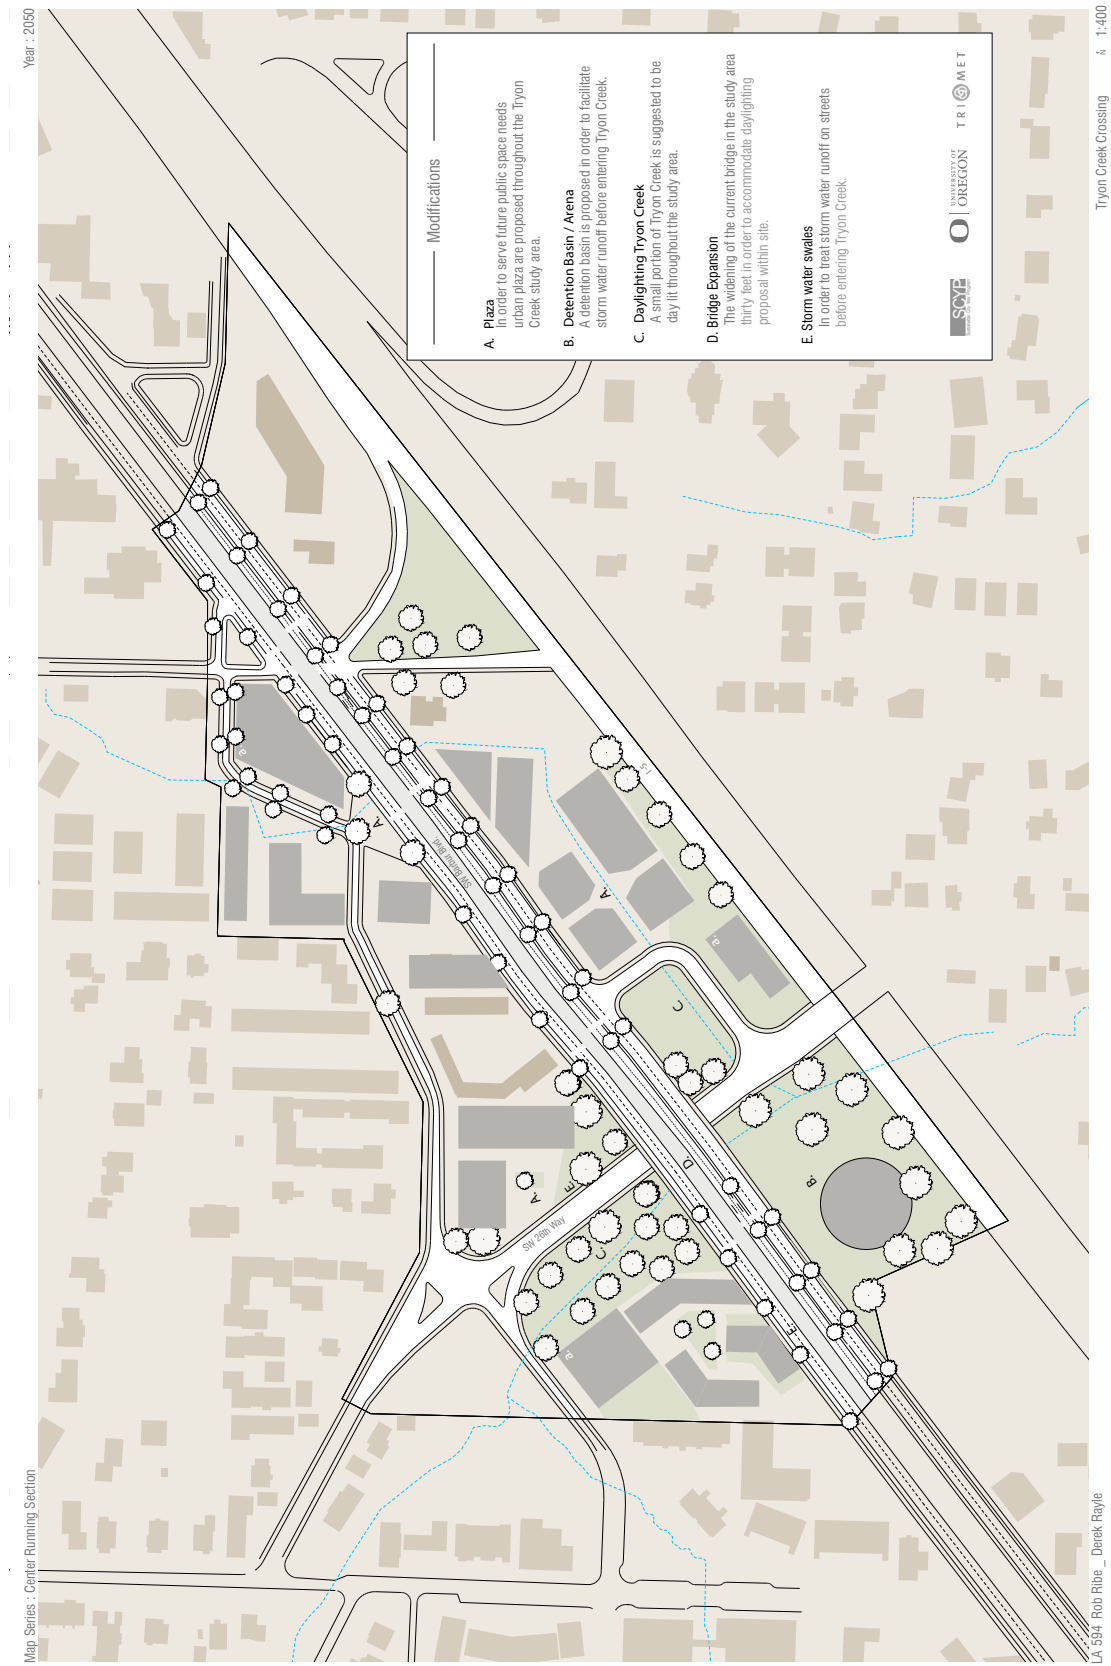 Map Series : Center Running Section
Year : 2050
Modifications
A. Plaza
In order to serve future public space needs
urban plaza are proposed throughout the Tryon
Creek study area.
B. Detention Basin / Arena
A detention basin is proposed in order to facilitate
storm water runoff before entering Tryon Creek.
C. Daylighting Tryon Creek
A small portion of Tryon Creek is suggested to be
day lit throughout the study area.
D. Bridge Expansion
The widening of the current bridge in the study area
thirty feet in order to accommodate daylighting
proposal within site.
E. Storm water swales
In order to treat storm water runoff on streets
before entering Tryon Creek.
SCYP
Sustainable City Year Program
O UNIVERSITY OF
OREGON
TRI MET
a.
A.
SW Barbur Blvd.
I-5
A.
a.
C
A.
E.
SW 26th Way
C.
D.
B.
a.
E.
LA 594 Rob Ribe _ Derek Rayle
Tryon Creek Crossing
N 1:400